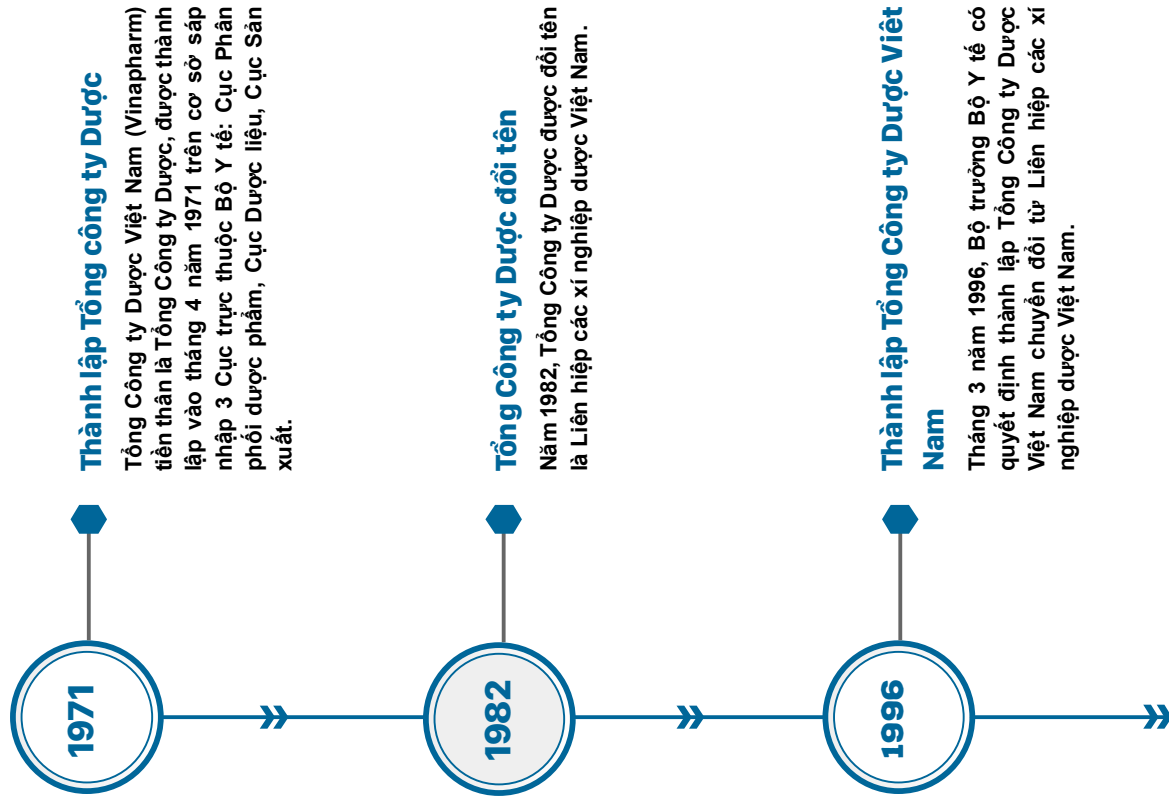 1971
Thành lập Tổng công ty Dược
Tổng Công ty Dược Việt Nam (Vinapharm)
tiền thân là Tổng Công ty Dược, được thành
lập vào tháng 4 năm 1971 trên cơ sở sáp
nhập 3 Cục trực thuộc Bộ Y tế: Cục Phân
phối dược phẩm, Cục Dược liệu, Cục Sản
xuất.
1982
Tổng Công ty Dược đổi tên
Năm 1982, Tổng Công ty Dược được đổi tên
là Liên hiệp các xí nghiệp dược Việt Nam.
1996
Thành lập Tổng Công ty Dược Việt
Nam
Tháng 3 năm 1996, Bộ trưởng Bộ Y tế có
quyết định thành lập Tổng Công ty Dược
Việt Nam chuyển đổi từ Liên hiệp các xí
nghiệp dược Việt Nam.